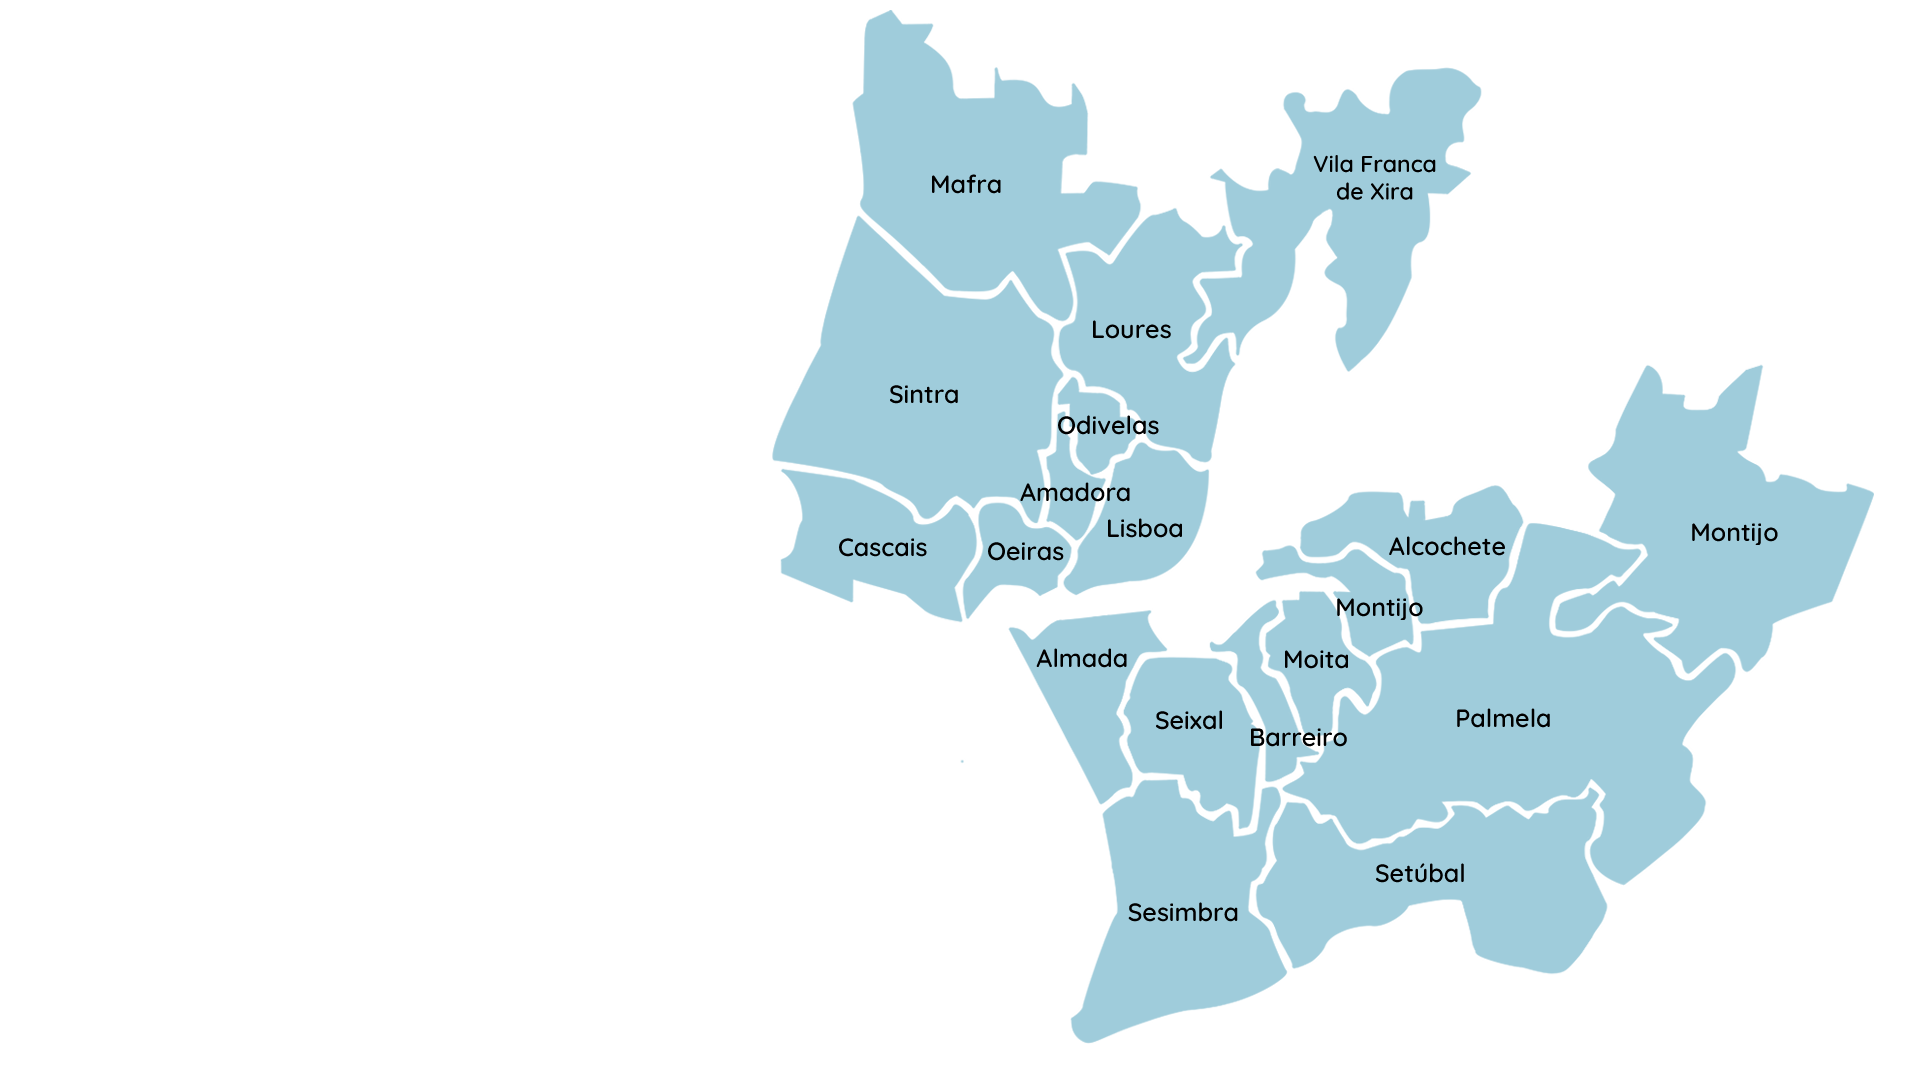 Vila Franca
de Xira
Mafra
Loures
Sintra
Odivelas
Amadora
Lisboa
Montijo
Cascais
Oeiras
Alcochete
Montijo
Almada
Moita
Seixal
Palmela
Barreiro
Setúbal
Sesimbra